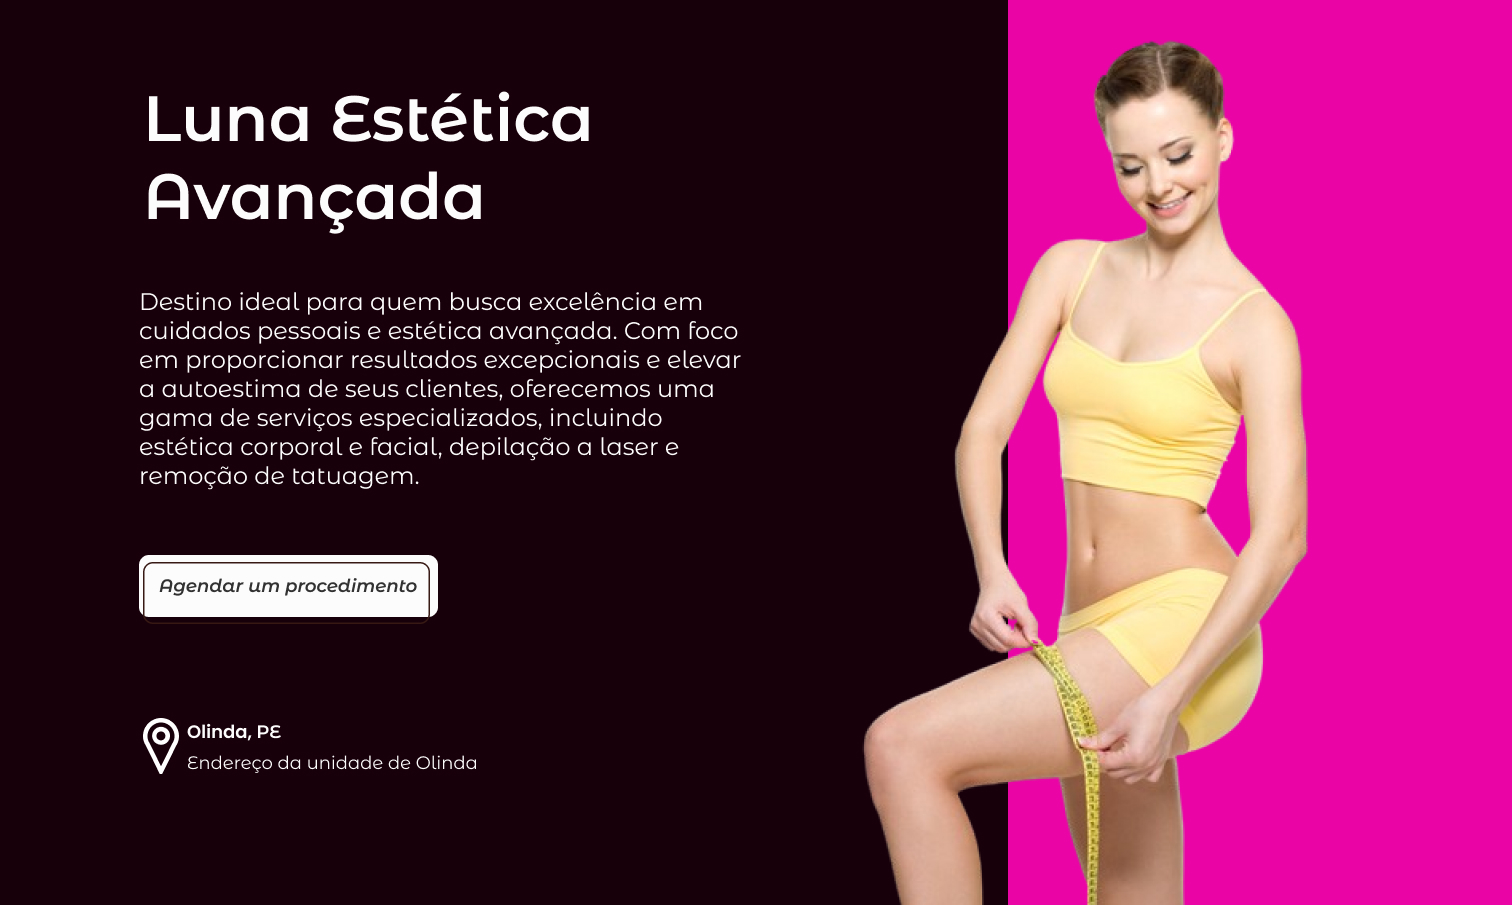 Luna Estética
Avançada
Destino ideal para quem busca excelência em
cuidados pessoais e estética avançada. Com foco
em proporcionar resultados excepcionais e elevar
a autoestima de seus clientes, oferecemos uma
gama de serviços especializados, incluindo
estética corporal e facial, depilação a laser e
remoção de tatuagem.
Agendar um procedimento
Olinda, PE
Endereço da unidade de Olinda